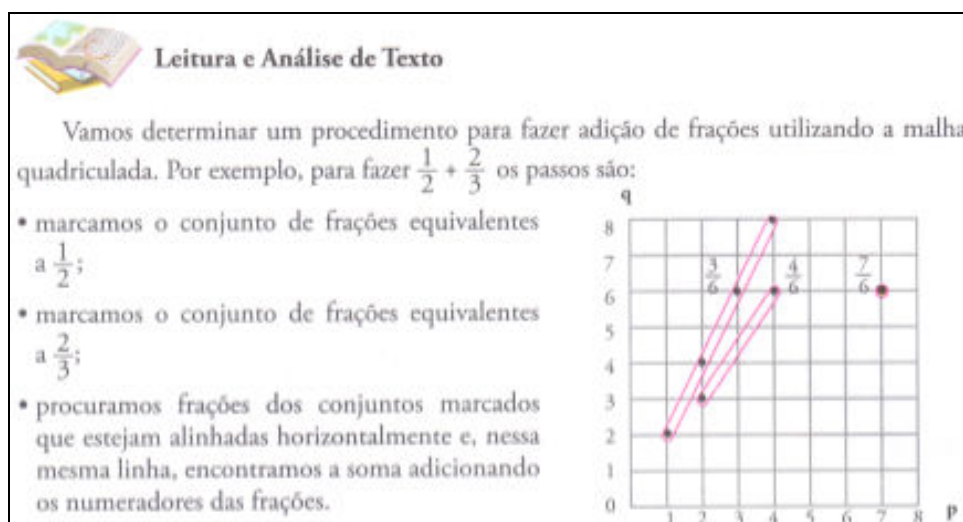 Leitura e Análise de Texto
Vamos determinar um procedimento para fazer adição de frações utilizando a malha
quadriculada. Por exemplo, para fazer 1/2 + 2/3 os passos são:
• marcamos o conjunto de frações equivalentes
a 1/2;
• marcamos o conjunto de frações equivalentes
a 2/3;
• procuramos frações dos conjuntos marcados
que estejam alinhadas horizontalmente e, nessa
mesma linha, encontramos a soma adicionando
os numeradores das frações.
q
8
7
6
5
4
3
2
1
0
3/6 4/6 7/6
1 2 3 4 5 6 7 8 p